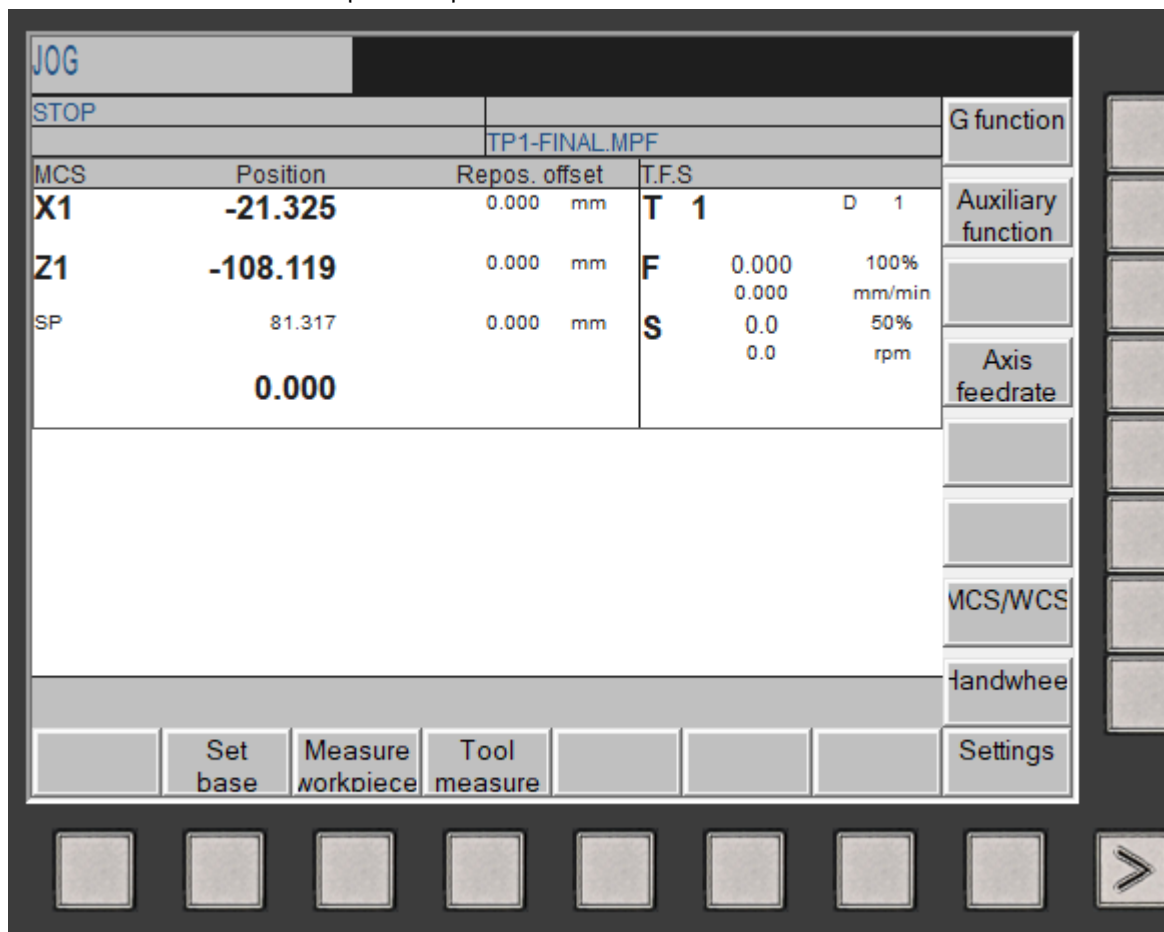 JOG
STOP
TP1-FINAL.MPF
MCS Position Repos. offset T.F.S
X1 -21.325 0.000 mm T 1 D 1
Z1 -108.119 0.000 mm F 0.000 100%
0.000 mm/min
SP 81.317 0.000 mm S 0.0 50%
0.0 rpm
0.000
G function
Auxiliary
function
Axis
feedrate
MCS/WCS
Handwhee
Set
base
Measure
workpiece
Tool
measure
Settings